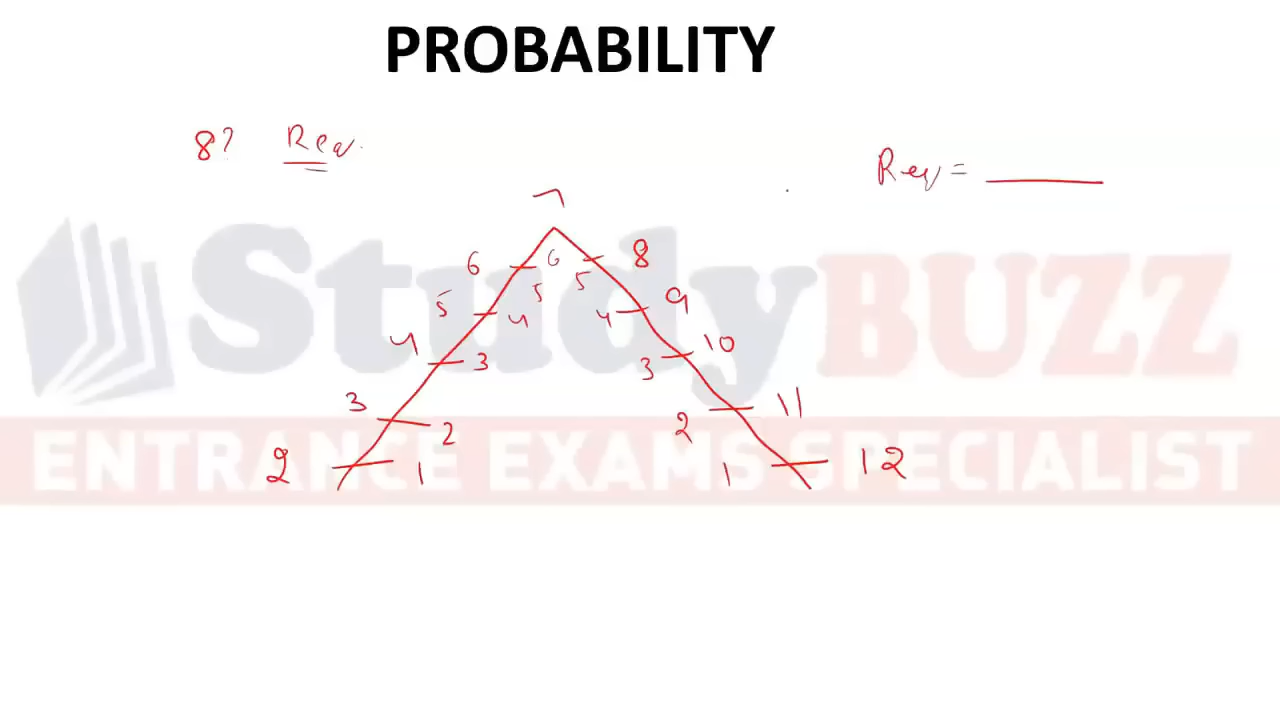 PROBABILITY
8? Req.
Req = ______
7
6 6 8
5 5 5 9
4 4 4 10
3 3 3 11
2 2 2 12
1 1
StudyBUZZ
ENTRANCE EXAMS SPECIALIST